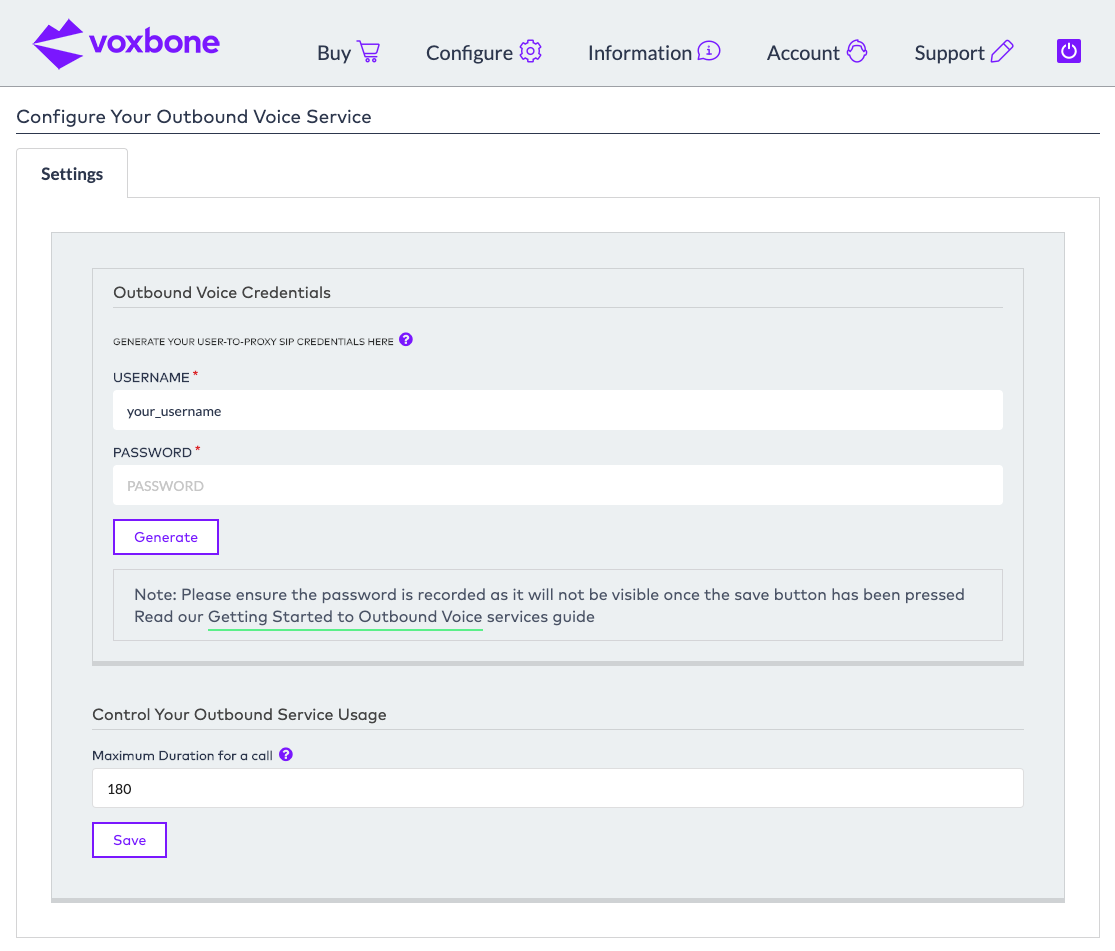 voxbone
Buy
Configure
Information
Account
Support
Configure Your Outbound Voice Service
Settings
Outbound Voice Credentials
GENERATE YOUR USER-TO-PROXY SIP CREDENTIALS HERE ?
USERNAME *
your_username
PASSWORD *
PASSWORD
Generate
Note: Please ensure the password is recorded as it will not be visible once the save button has been pressed
Read our Getting Started to Outbound Voice services guide
Control Your Outbound Service Usage
Maximum Duration for a call ?
180
Save